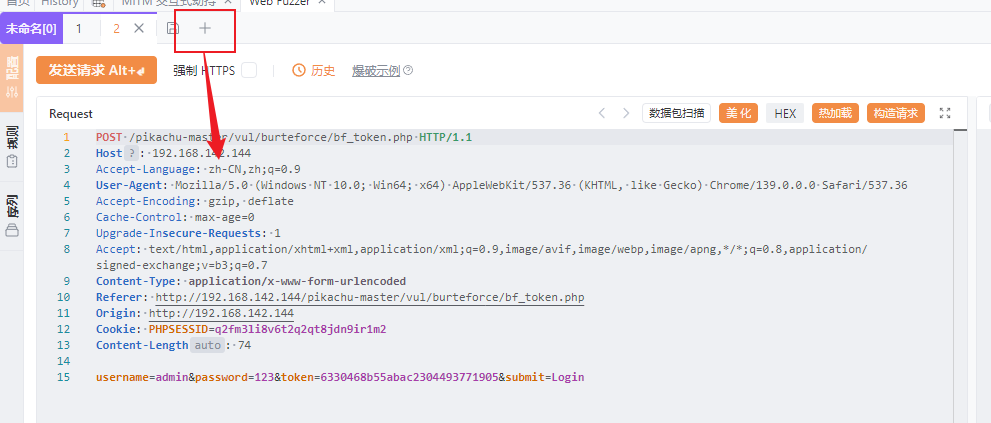 首页 History MITM 交互式劫持 Web Fuzzer
未命名[0] 1 2
发送请求 Alt+ 强制 HTTPS 历史 爆破示例
配置
规则
序列
Request 数据包扫描 美化 HEX 热加载 构造请求
1 POST /pikachu-master/vul/burteforce/bf_token.php HTTP/1.1
2 Host ? : 192.168.142.144
3 Accept-Language: zh-CN,zh;q=0.9
4 User-Agent: Mozilla/5.0 (Windows NT 10.0; Win64; x64) AppleWebKit/537.36 (KHTML, like Gecko) Chrome/139.0.0.0 Safari/537.36
5 Accept-Encoding: gzip, deflate
6 Cache-Control: max-age=0
7 Upgrade-Insecure-Requests: 1
8 Accept: text/html,application/xhtml+xml,application/xml;q=0.9,image/avif,image/webp,image/apng,*/*;q=0.8,application/
signed-exchange;v=b3;q=0.7
9 Content-Type: application/x-www-form-urlencoded
10 Referer: http://192.168.142.144/pikachu-master/vul/burteforce/bf_token.php
11 Origin: http://192.168.142.144
12 Cookie: PHPSESSID=q2fm3li8v6t2q2qt8jdn9ir1m2
13 Content-Length auto : 74
14
15 username=admin&password=123&token=6330468b55abac2304493771905&submit=Login